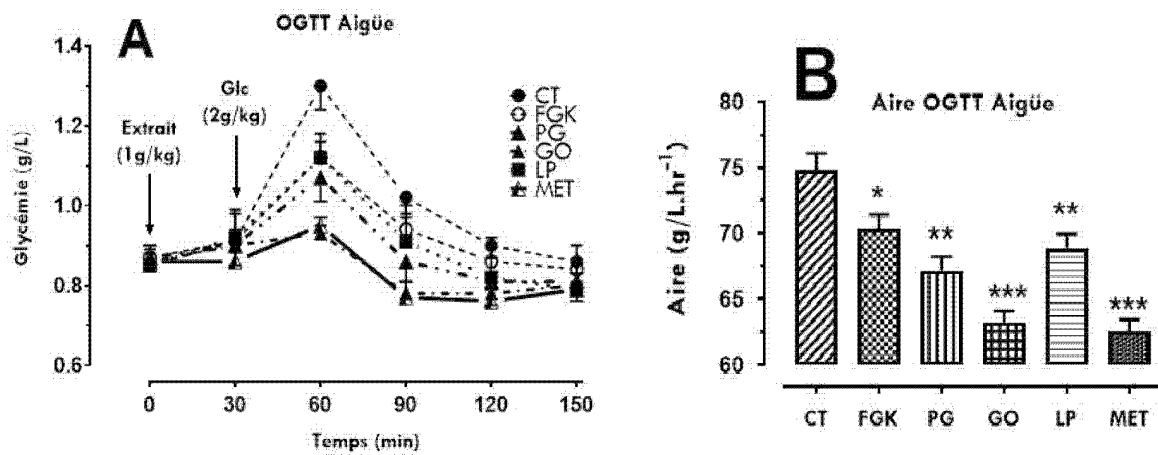 A
OGTT Aigüe
Glycémie (g/L)
1.4
1.2
1.0
0.8
0.6
Extrait
(1g/kg)
Glc
(2g/kg)
CT
FGK
PG
GO
LP
MET
0 30 60 90 120 150
Temps (min)
B
Aire OGTT Aigüe
Aire (g/L.hr⁻¹)
80
75
70
65
60
*
**
***
**
***
CT FGK PG GO LP MET